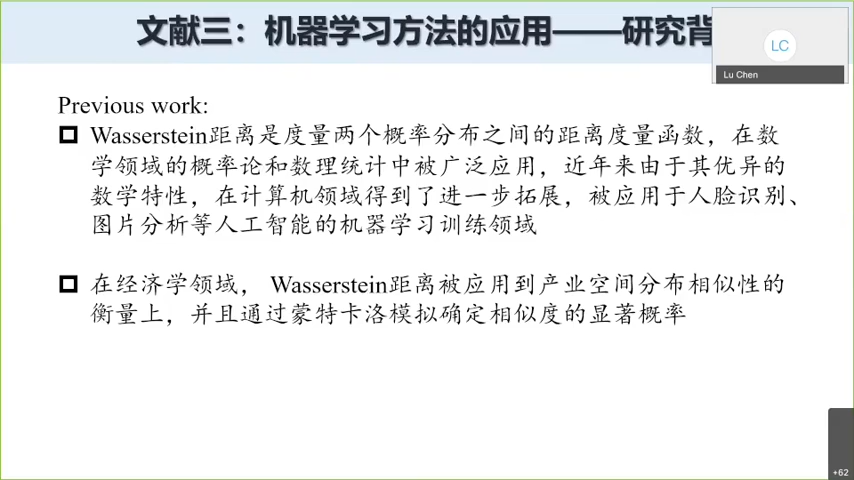 文献三：机器学习方法的应用——研究背
LC
Lu Chen
Previous work:
Wasserstein距离是度量两个概率分布之间的距离度量函数，在数
学领域的概率论和数理统计中被广泛应用，近年来由于其优异的
数学特性，在计算机领域得到了进一步拓展，被应用于人脸识别、
图片分析等人工智能的机器学习训练领域
在经济学领域， Wasserstein距离被应用到产业空间分布相似性的
衡量上，并且通过蒙特卡洛模拟确定相似度的显著概率
+62